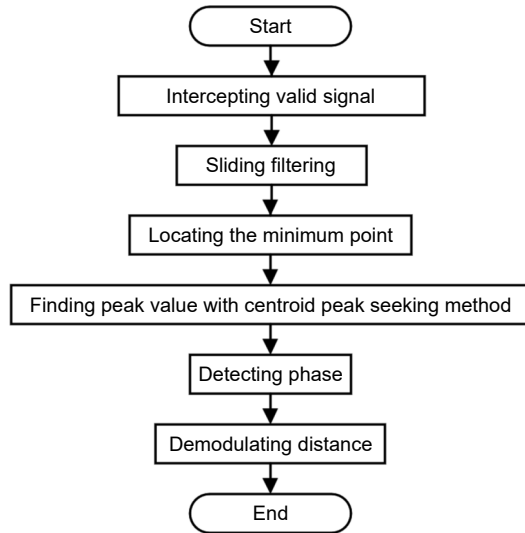 Start
Intercepting valid signal
Sliding filtering
Locating the minimum point
Finding peak value with centroid peak seeking method
Detecting phase
Demodulating distance
End